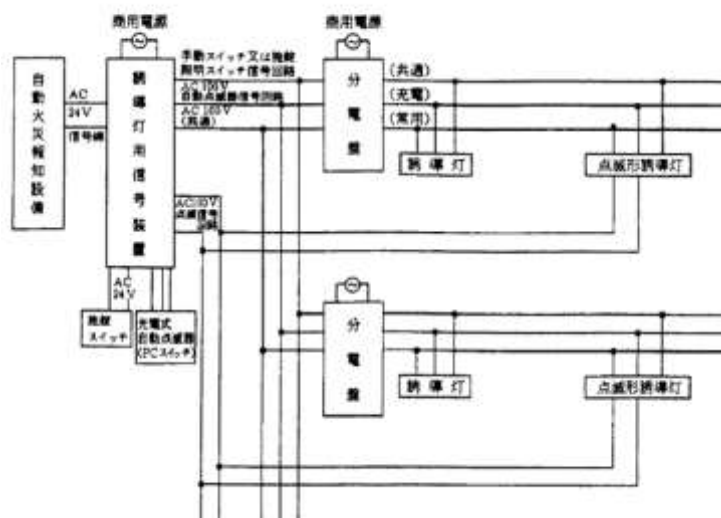 商用電源
商用電源
自動火災報知設備
AC
24V
信号線
誘導灯用信号装置
手動スイッチ又は施錠
照明スイッチ信号回路
AC 100V
自動点滅器信号回路
AC 100V
(共通)
分電盤
(共通)
(充電)
(常用)
誘導灯
点滅形誘導灯
AC100V
点滅信号
回路
AC
24V
施錠
スイッチ
光電式
自動点滅器
(PCスイッチ)
分電盤
誘導灯
点滅形誘導灯